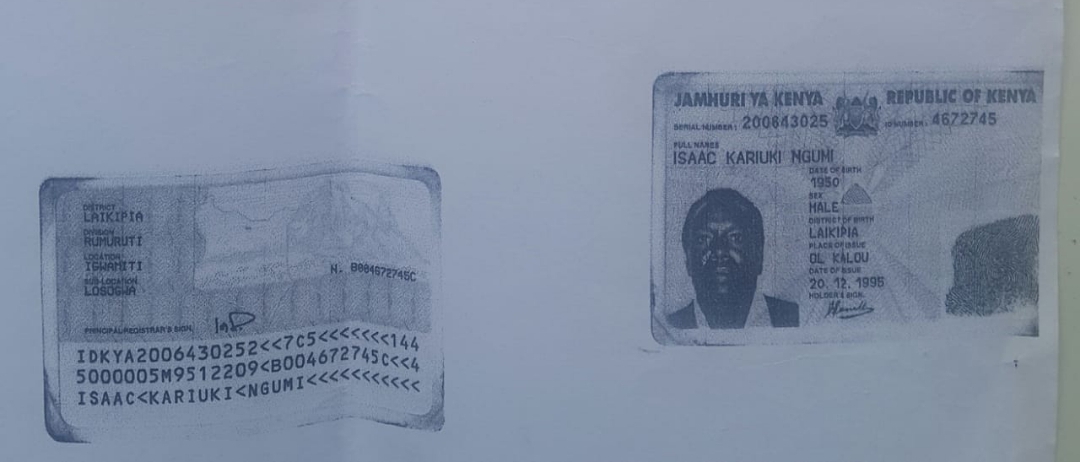 JAMHURI YA KENYA REPUBLIC OF KENYA
SERIAL NUMBER: 200643025 ID NUMBER: 4672745
FULL NAMES
ISAAC KARIUKI NGUMI
DATE OF BIRTH
1950
SEX
MALE
DISTRICT OF BIRTH
LAIKIPIA
PLACE OF ISSUE
OL KALOU
DATE OF ISSUE
20. 12. 1995
HOLDER'S SIGN.
DISTRICT
LAIKIPIA
DIVISION
RUMURUTI
LOCATION
IGWAMITI
SUB-LOCATION
LOSOGWA
N. B004672745C
PRINCIPAL REGISTRAR'S SIGN.
IDKYA2006430252<<7C5<<<<<<<144
5000005M9512209<B004672745C<<4
ISAAC<KARIUKI<NGUMI<<<<<<<<<<<